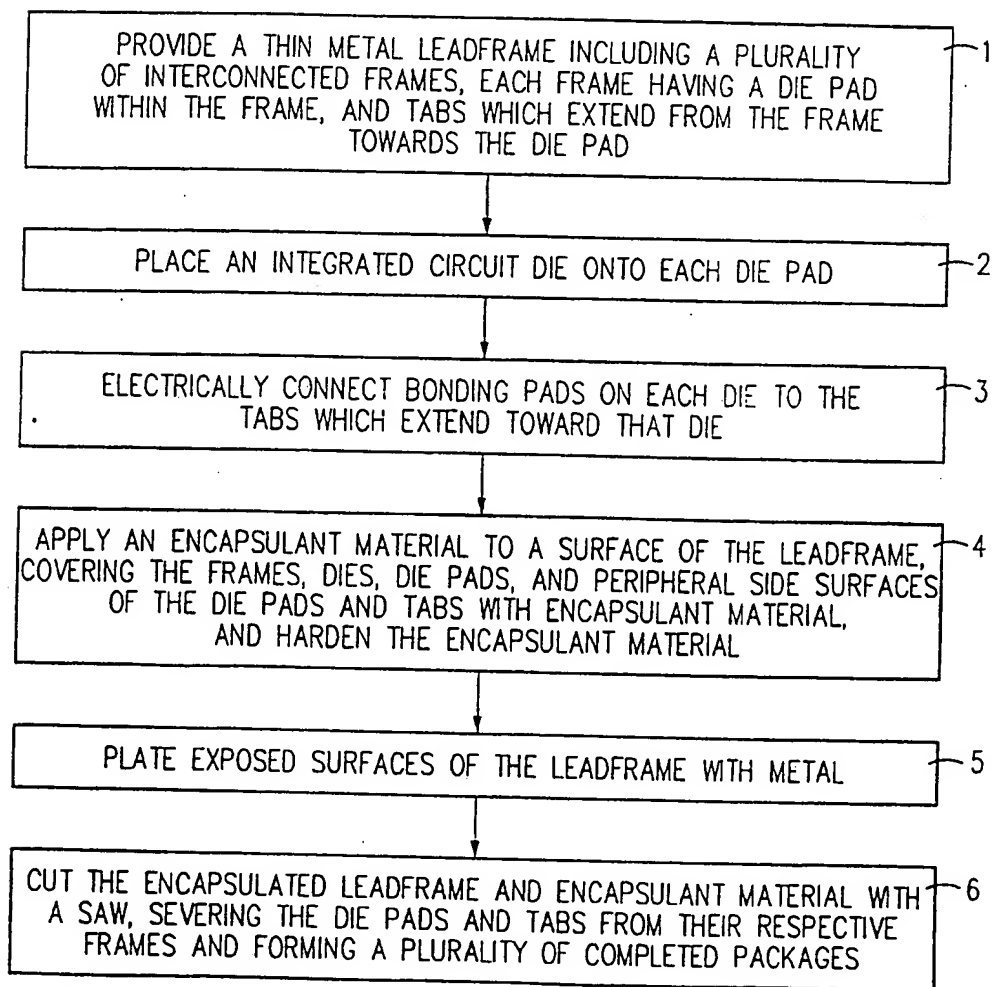 PROVIDE A THIN METAL LEADFRAME INCLUDING A PLURALITY
OF INTERCONNECTED FRAMES, EACH FRAME HAVING A DIE PAD
WITHIN THE FRAME, AND TABS WHICH EXTEND FROM THE FRAME
TOWARDS THE DIE PAD
1
PLACE AN INTEGRATED CIRCUIT DIE ONTO EACH DIE PAD
2
ELECTRICALLY CONNECT BONDING PADS ON EACH DIE TO THE
TABS WHICH EXTEND TOWARD THAT DIE
3
APPLY AN ENCAPSULANT MATERIAL TO A SURFACE OF THE LEADFRAME,
COVERING THE FRAMES, DIES, DIE PADS, AND PERIPHERAL SIDE SURFACES
OF THE DIE PADS AND TABS WITH ENCAPSULANT MATERIAL,
AND HARDEN THE ENCAPSULANT MATERIAL
4
PLATE EXPOSED SURFACES OF THE LEADFRAME WITH METAL
5
CUT THE ENCAPSULATED LEADFRAME AND ENCAPSULANT MATERIAL WITH
A SAW, SEVERING THE DIE PADS AND TABS FROM THEIR RESPECTIVE
FRAMES AND FORMING A PLURALITY OF COMPLETED PACKAGES
6